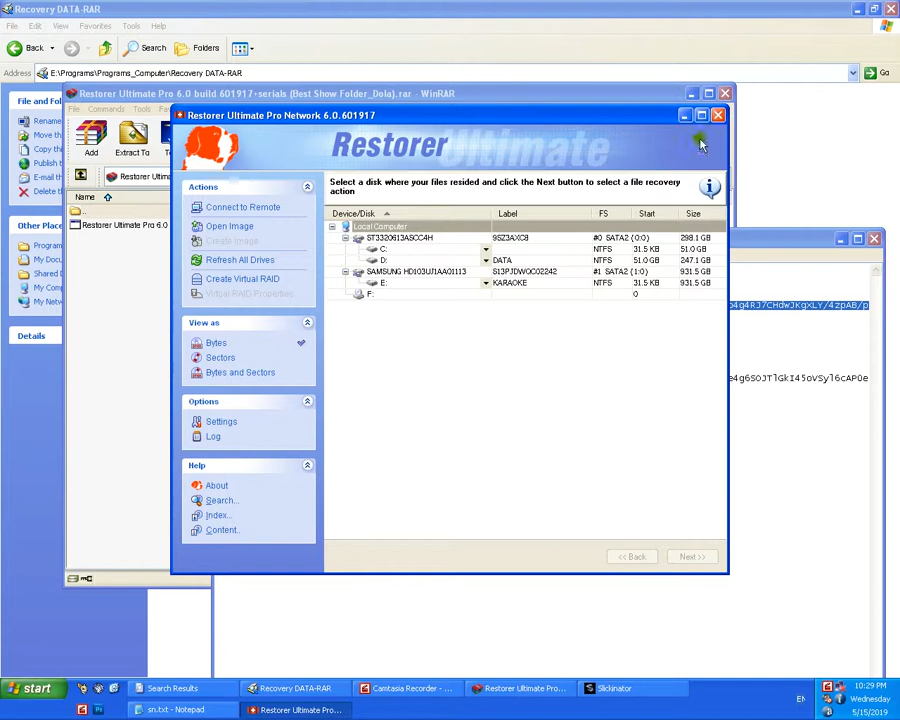 Recovery DATA-RAR
File Edit View Favorites Tools Help
Back Search Folders
Address E:\Programs\Programs_Computer\Recovery DATA-RAR Go
File and Fol
Rename
Move th
Copy th
Publish t
E-mail th
Delete t
Other Place
Program
My Docu
Shared D
My Comp
My Netw
Details
Restorer Ultimate Pro 6.0 build 601917+serials (Best Show Folder_Dola).rar - WinRAR
File Commands Tools
Add Extract To
Restorer Ultim
Name
..
Restorer Ultimate Pro 6.0
Restorer Ultimate Pro Network 6.0.601917
Restorer Ultimate
Actions
Connect to Remote
Open Image
Create Image
Refresh All Drives
Create Virtual RAID
Virtual RAID Properties
View as
Bytes
Sectors
Bytes and Sectors
Options
Settings
Log
Help
About
Search...
Index...
Content..
Select a disk where your files resided and click the Next button to select a file recovery
action
Device/Disk Label FS Start Size
Local Computer
ST3320613ASCC4H 9SZ3AXC8 #0 SATA2 (0:0) 298.1 GB
C: NTFS 31.5 KB 51.0 GB
D: DATA NTFS 51.0 GB 247.1 GB
SAMSUNG HD103UJ1AA01113 S13PJDWQC02242 #1 SATA2 (1:0) 931.5 GB
E: KARAOKE NTFS 31.5 KB 931.5 GB
F: 0
<< Back Next >>
start Search Results Recovery DATA-RAR Camtasia Recorder - ... Restorer Ultimate Pro... Slickinator EN 10:29 PM
Wednesday
sn.txt - Notepad Restorer Ultimate Pro... 5/15/2019